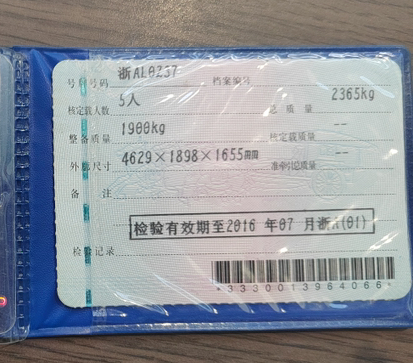 号牌号码 浙AL0237 档案编号
核定载人数 5人 总质量 2365kg
整备质量 1900kg 核定载质量 --
外廓尺寸 4629×1898×1655mm 准牵引总质量 --
备注
检验有效期至2016年07月浙A(01)
检验记录
*3330013964066*